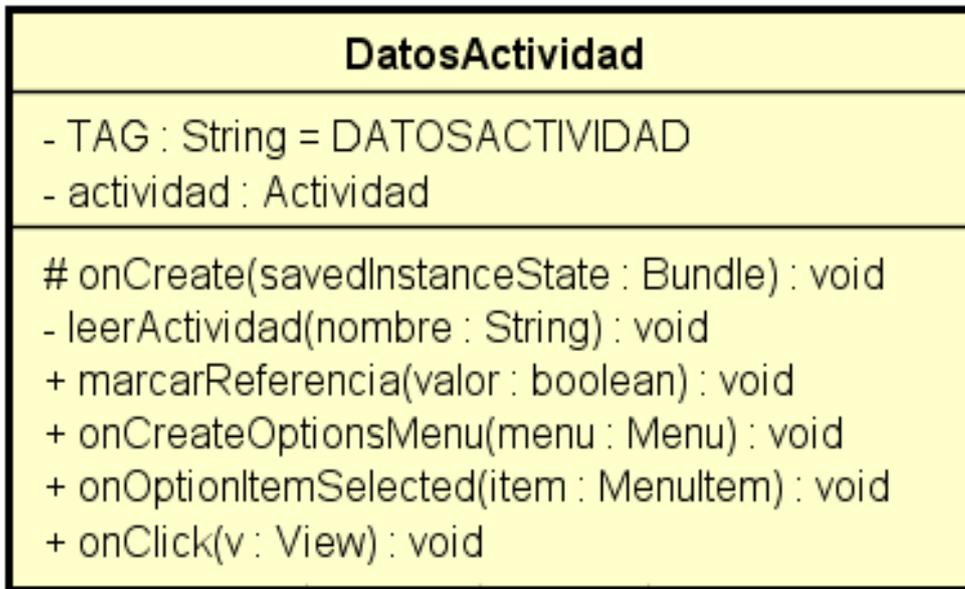 DatosActividad
- TAG : String = DATOSACTIVIDAD
- actividad : Actividad
# onCreate(savedInstanceState : Bundle) : void
- leerActividad(nombre : String) : void
+ marcarReferencia(valor : boolean) : void
+ onCreateOptionsMenu(menu : Menu) : void
+ onOptionItemSelected(item : MenuItem) : void
+ onClick(v : View) : void